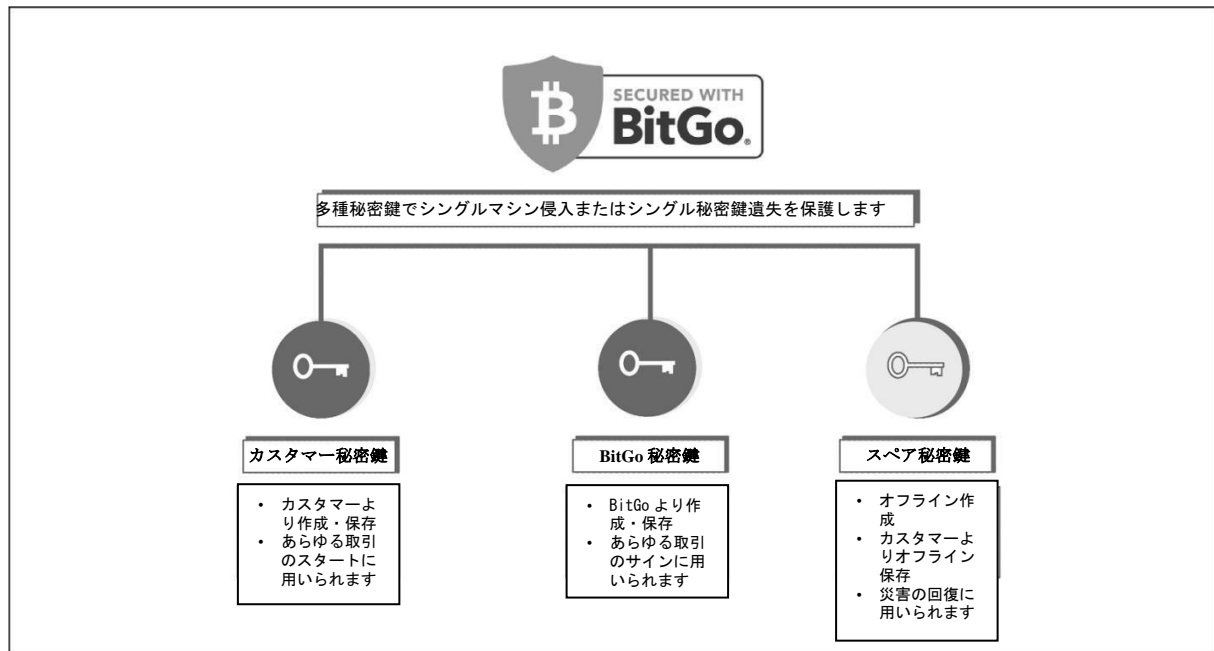 SECURED WITH
BitGo®
多種秘密鍵でシングルマシン侵入またはシングル秘密鍵遺失を保護します
カスタマー秘密鍵
• カスタマーよ
り作成・保存
• あらゆる取引
のスタートに
用いられます
BitGo 秘密鍵
• BitGo より作
成・保存
• あらゆる取引
のサインに用
いられます
スペア秘密鍵
• オフライン作
成
• カスタマーよ
りオフライン
保存
• 災害の回復に
用いられます